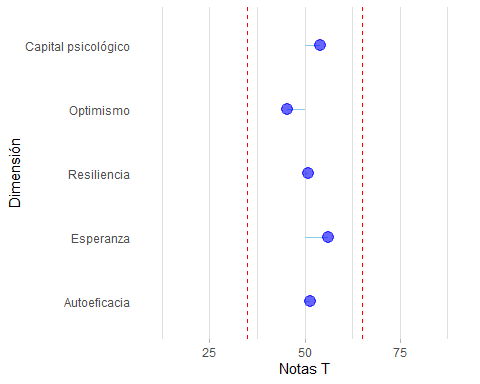 Capital psicológico
Optimismo
Resiliencia
Esperanza
Autoeficacia
Dimensión
25 50 75
Notas T